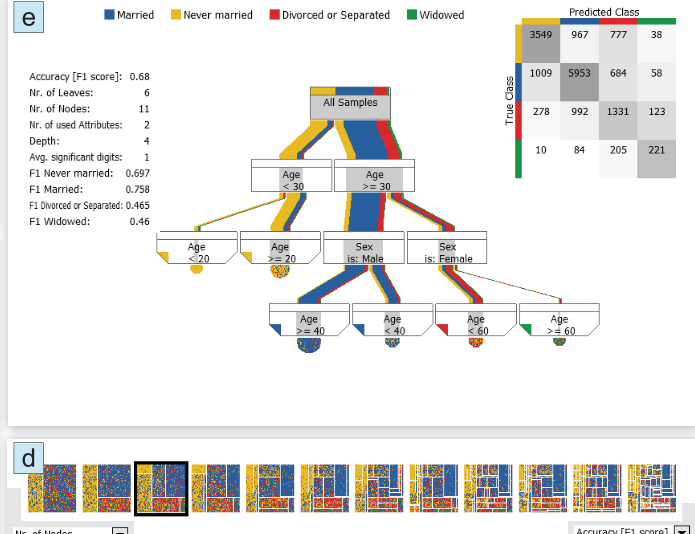 e
Married Never married Divorced or Separated Widowed
Predicted Class
True Class
3549 967 777 38
1009 5953 684 58
278 992 1331 123
10 84 205 221
Accuracy [F1 score]: 0.68
Nr. of Leaves: 6
Nr. of Nodes: 11
Nr. of used Attributes: 2
Depth: 4
Avg. significant digits: 1
F1 Never married: 0.697
F1 Married: 0.758
F1 Divorced or Separated: 0.465
F1 Widowed: 0.46
All Samples
Age
< 30
Age
>= 30
Age
< 20
Age
>= 20
Sex
is: Male
Sex
is: Female
Age
>= 40
Age
< 40
Age
< 60
Age
>= 60
d
Nr. of Nodes
Accuracy [F1 score]